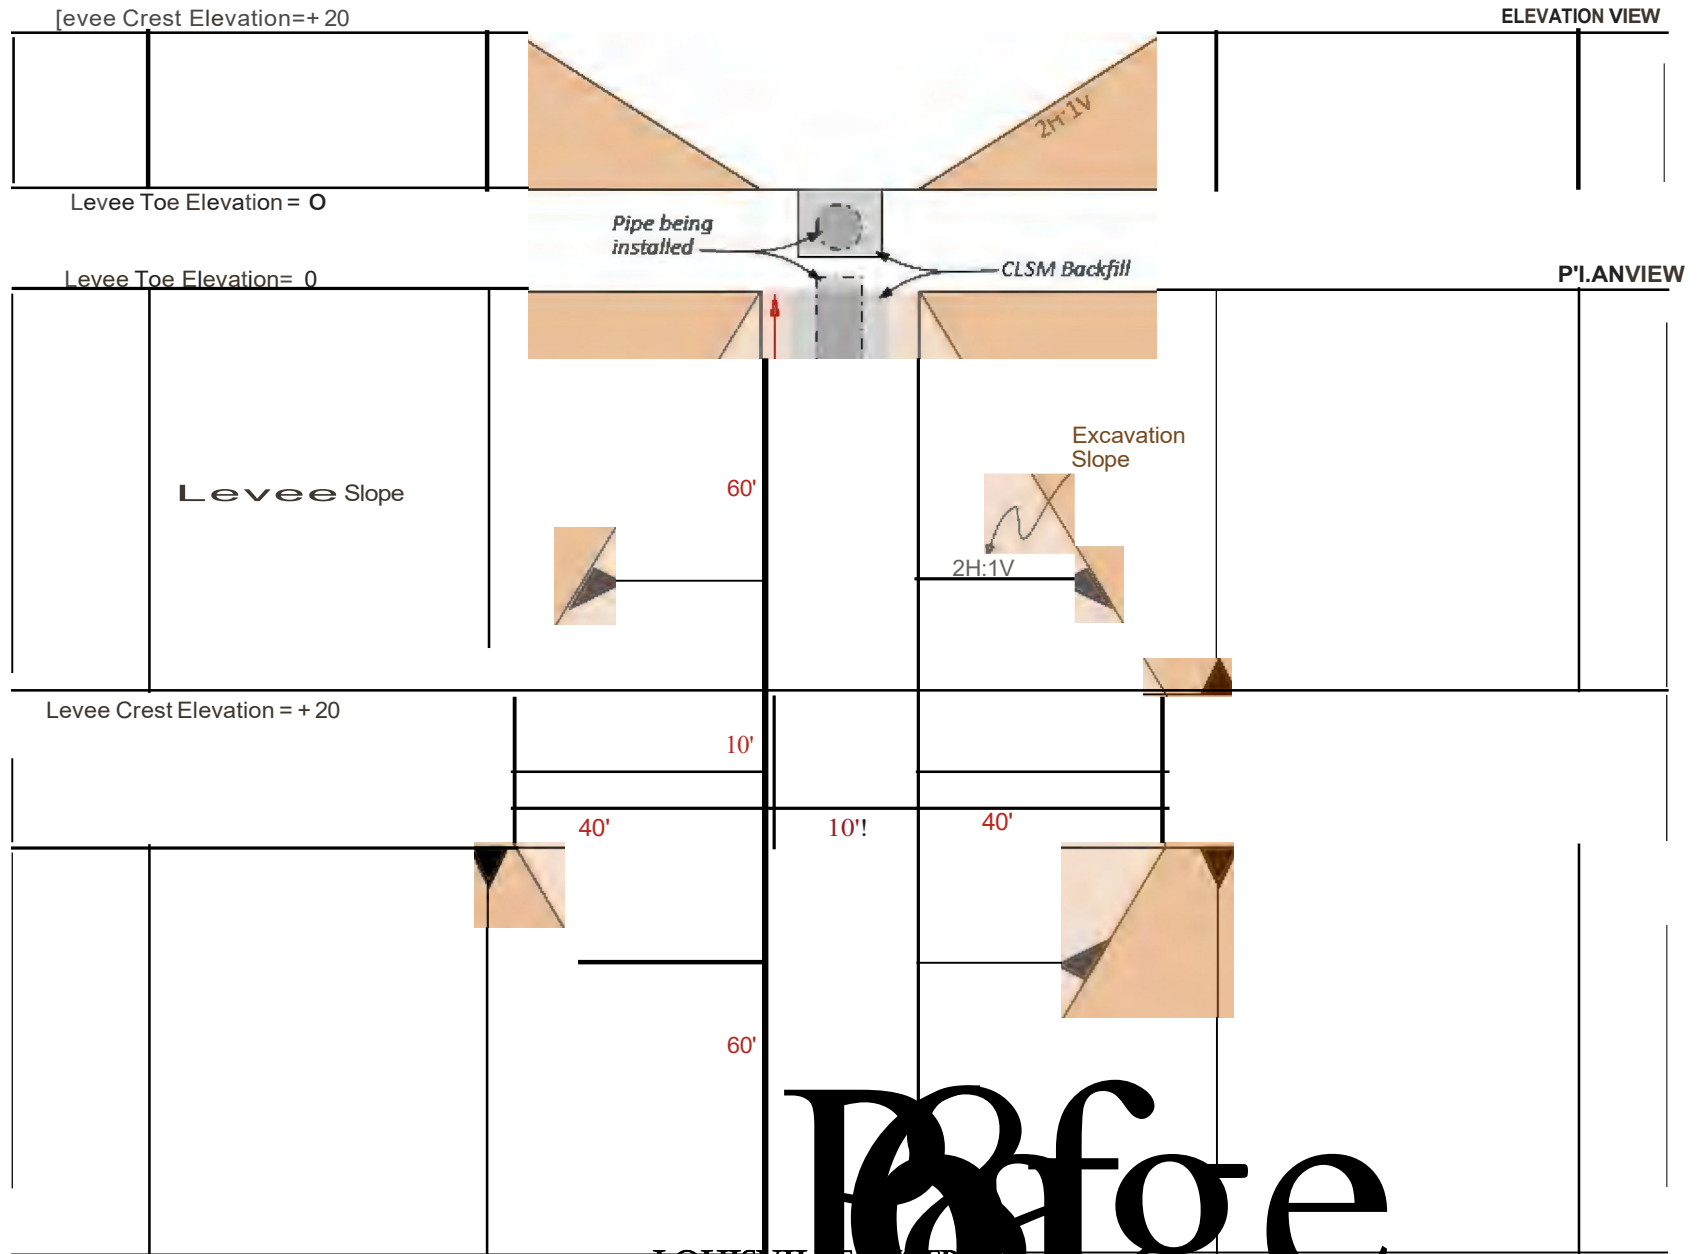 [evee Crest Elevation=+ 20
ELEVATION VIEW
2H:1V
Levee Toe Elevation = O
Pipe being
installed
CLSM Backfill
Levee Toe Elevation= 0
P'I.ANVIEW
Excavation
Slope
60'
Levee Slope
2H:1V
Levee Crest Elevation = + 20
10'
40'
10'!
40'
60'